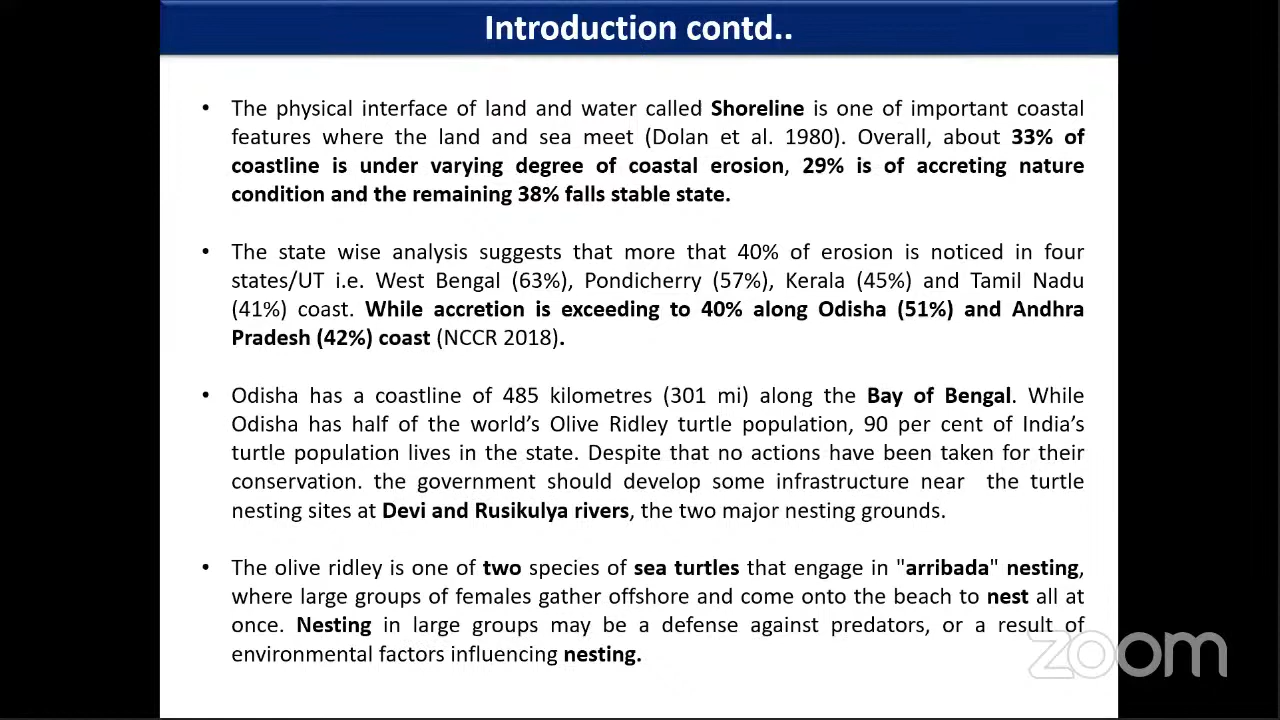 Introduction contd..
• The physical interface of land and water called Shoreline is one of important coastal
features where the land and sea meet (Dolan et al. 1980). Overall, about 33% of
coastline is under varying degree of coastal erosion, 29% is of accreting nature
condition and the remaining 38% falls stable state.
• The state wise analysis suggests that more that 40% of erosion is noticed in four
states/UT i.e. West Bengal (63%), Pondicherry (57%), Kerala (45%) and Tamil Nadu
(41%) coast. While accretion is exceeding to 40% along Odisha (51%) and Andhra
Pradesh (42%) coast (NCCR 2018).
• Odisha has a coastline of 485 kilometres (301 mi) along the Bay of Bengal. While
Odisha has half of the world's Olive Ridley turtle population, 90 per cent of India's
turtle population lives in the state. Despite that no actions have been taken for their
conservation. the government should develop some infrastructure near the turtle
nesting sites at Devi and Rusikulya rivers, the two major nesting grounds.
• The olive ridley is one of two species of sea turtles that engage in "arribada" nesting,
where large groups of females gather offshore and come onto the beach to nest all at
once. Nesting in large groups may be a defense against predators, or a result of
environmental factors influencing nesting.
zoom